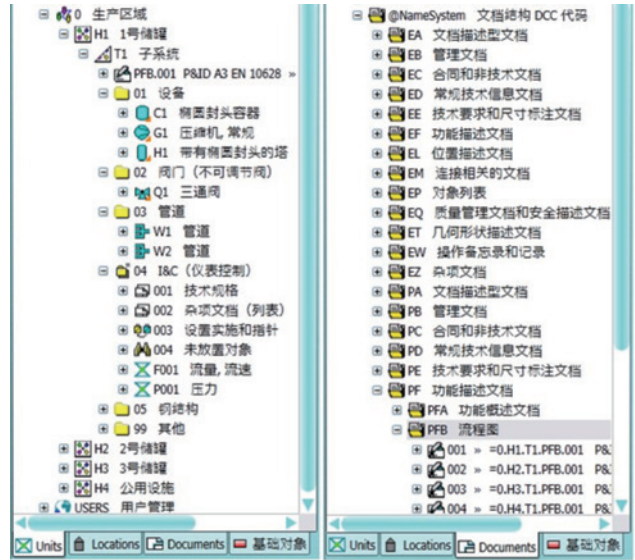 0 生产区域
H1 1号储罐
T1 子系统
PFB.001 P&ID A3 EN 10628 »
01 设备
C1 椭圆封头容器
G1 压缩机,常规
H1 带有椭圆封头的塔
02 阀门（不可调节阀）
Q1 三通阀
03 管道
W1 管道
W2 管道
04 I&C（仪表控制）
001 技术规格
002 杂项文档（列表）
003 设置实施和指针
004 未放置对象
F001 流量,流速
P001 压力
05 钢结构
99 其他
H2 2号储罐
H3 3号储罐
H4 公用设施
USERS 用户管理
Units Locations Documents 基础对象
@NameSystem 文档结构 DCC 代码
EA 文档描述型文档
EB 管理文档
EC 合同和非技术文档
ED 常规技术信息文档
EE 技术要求和尺寸标注文档
EF 功能描述文档
EL 位置描述文档
EM 连接相关的文档
EP 对象列表
EQ 质量管理文档和安全描述文档
ET 几何形状描述文档
EW 操作备忘录和记录
EZ 杂项文档
PA 文档描述型文档
PB 管理文档
PC 合同和非技术文档
PD 常规技术信息文档
PE 技术要求和尺寸标注文档
PF 功能描述文档
PFA 功能概述文档
PFB 流程图
001 » =0.H1.T1.PFB.001 P&
002 » =0.H2.T1.PFB.001 P&
003 » =0.H3.T1.PFB.001 P&
004 » =0.H4.T1.PFB.001 P&
Units Locations Documents 基础对象